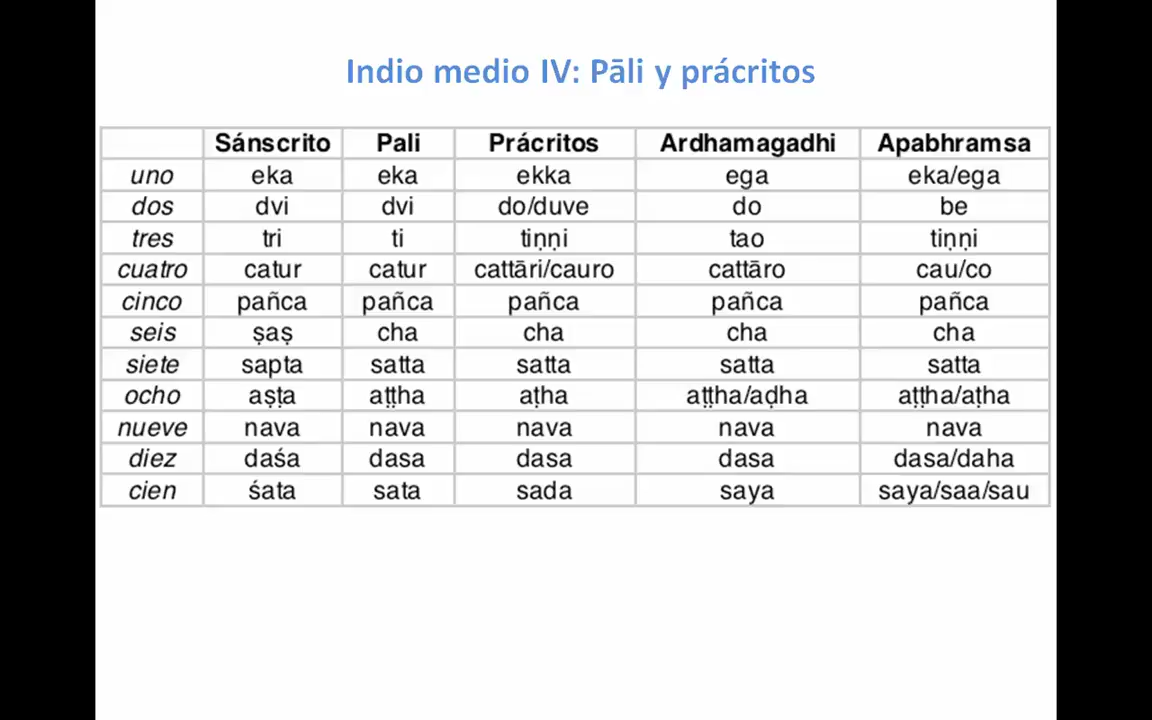 Indio medio IV: Pāli y prácritos
Sánscrito Pali Prácritos Ardhamagadhi Apabhramsa
uno eka eka ekka ega eka/ega
dos dvi dvi do/duve do be
tres tri ti tiṇṇi tao tiṇṇi
cuatro catur catur cattāri/cauro cattāro cau/co
cinco pañca pañca pañca pañca pañca
seis ṣaṣ cha cha cha cha
siete sapta satta satta satta satta
ocho aṣṭa aṭṭha aṭha aṭṭha/aḍha aṭṭha/aṭha
nueve nava nava nava nava nava
diez daśa dasa dasa dasa dasa/daha
cien śata sata sada saya saya/saa/sau